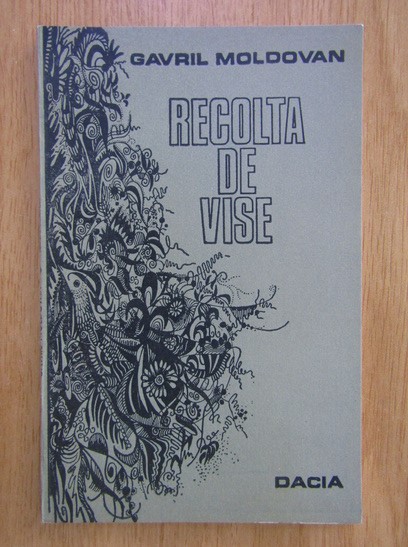 GAVRIL MOLDOVAN
RECOLTA
DE
VISE
DACIA